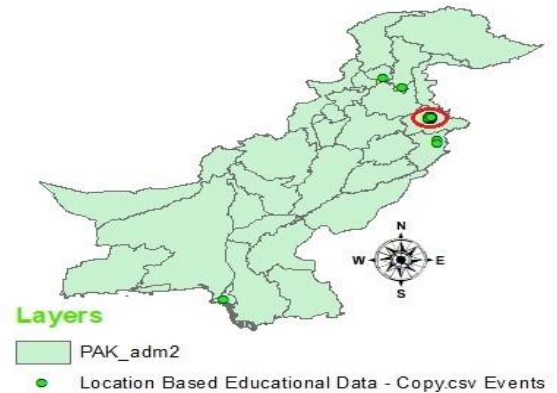 N
W E
S
Layers
PAK_adm2
Location Based Educational Data - Copy.csv Events